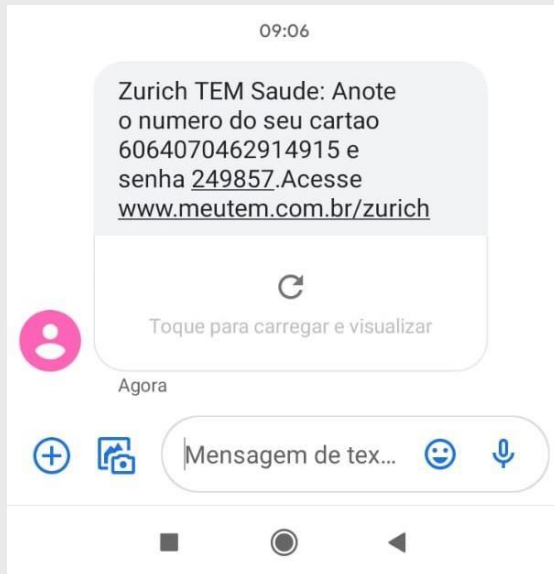 09:06
Zurich TEM Saude: Anote
o numero do seu cartao
6064070462914915 e
senha 249857.Acesse
www.meutem.com.br/zurich
Toque para carregar e visualizar
Agora
Mensagem de tex...